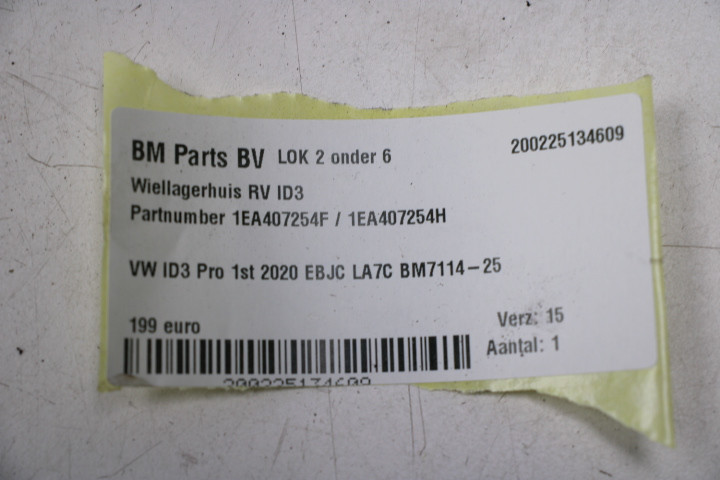 BM Parts BV LOK 2 onder 6 200225134609
Wiellagerhuis RV ID3
Partnumber 1EA407254F / 1EA407254H
VW ID3 Pro 1st 2020 EBJC LA7C BM7114-25
199 euro Verz: 15
Aantal: 1
200225134609